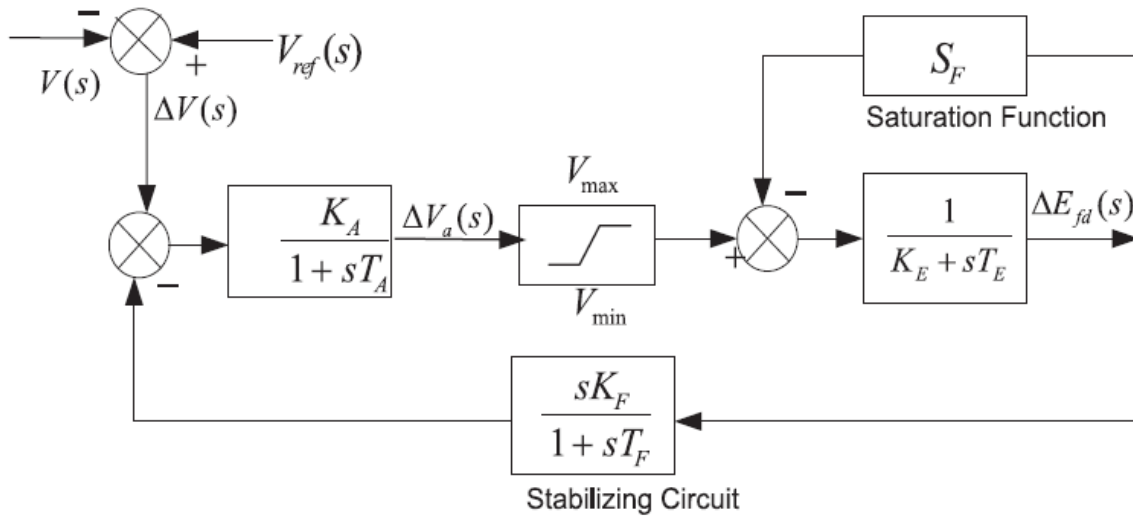 −
V(s)
+
V_ref(s)
ΔV(s)
S_F
Saturation Function
−
K_A
1 + sT_A
ΔV_a(s)
V_max
V_min
−
+
1
K_E + sT_E
ΔE_fd(s)
−
sK_F
1 + sT_F
Stabilizing Circuit